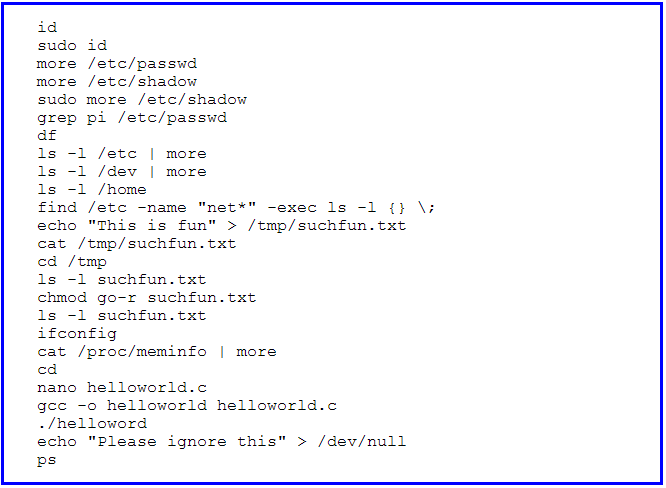 id
sudo id
more /etc/passwd
more /etc/shadow
sudo more /etc/shadow
grep pi /etc/passwd
df
ls -l /etc | more
ls -l /dev | more
ls -l /home
find /etc -name "net*" -exec ls -l {} \;
echo "This is fun" > /tmp/suchfun.txt
cat /tmp/suchfun.txt
cd /tmp
ls -l suchfun.txt
chmod go-r suchfun.txt
ls -l suchfun.txt
ifconfig
cat /proc/meminfo | more
cd
nano helloworld.c
gcc -o helloworld helloworld.c
./helloword
echo "Please ignore this" > /dev/null
ps